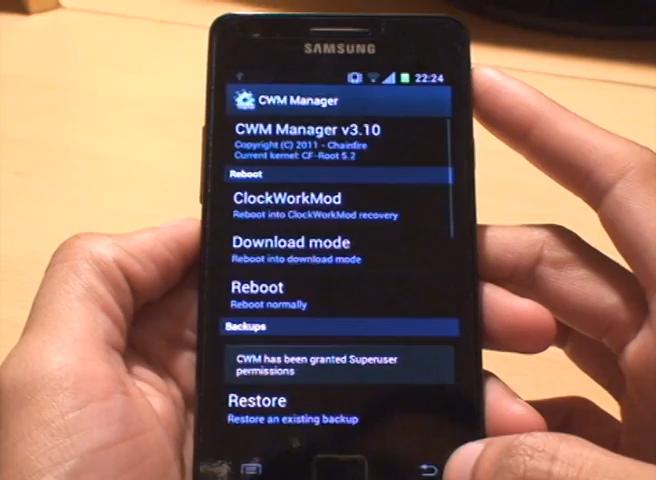 SAMSUNG
22:24
CWM Manager
CWM Manager v3.10
Copyright (C) 2011 - Chainfire
Current kernel: CF-Root 5.2
Reboot
ClockWorkMod
Reboot into ClockWorkMod recovery
Download mode
Reboot into download mode
Reboot
Reboot normally
Backups
CWM has been granted Superuser
permissions
Restore
Restore an existing backup